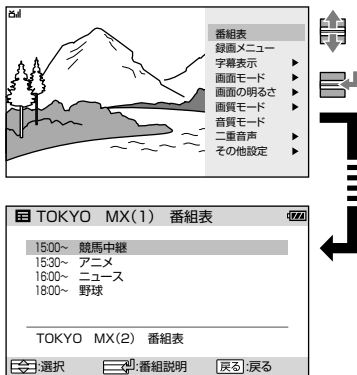 番組表
録画メニュー
字幕表示 ▶
画面モード ▶
画面の明るさ ▶
画質モード ▶
音質モード
二重音声 ▶
その他設定 ▶
TOKYO MX(1) 番組表
15:00~ 競馬中継
15:30~ アニメ
16:00~ ニュース
18:00~ 野球
TOKYO MX(2) 番組表
:選択 :番組説明 戻る:戻る